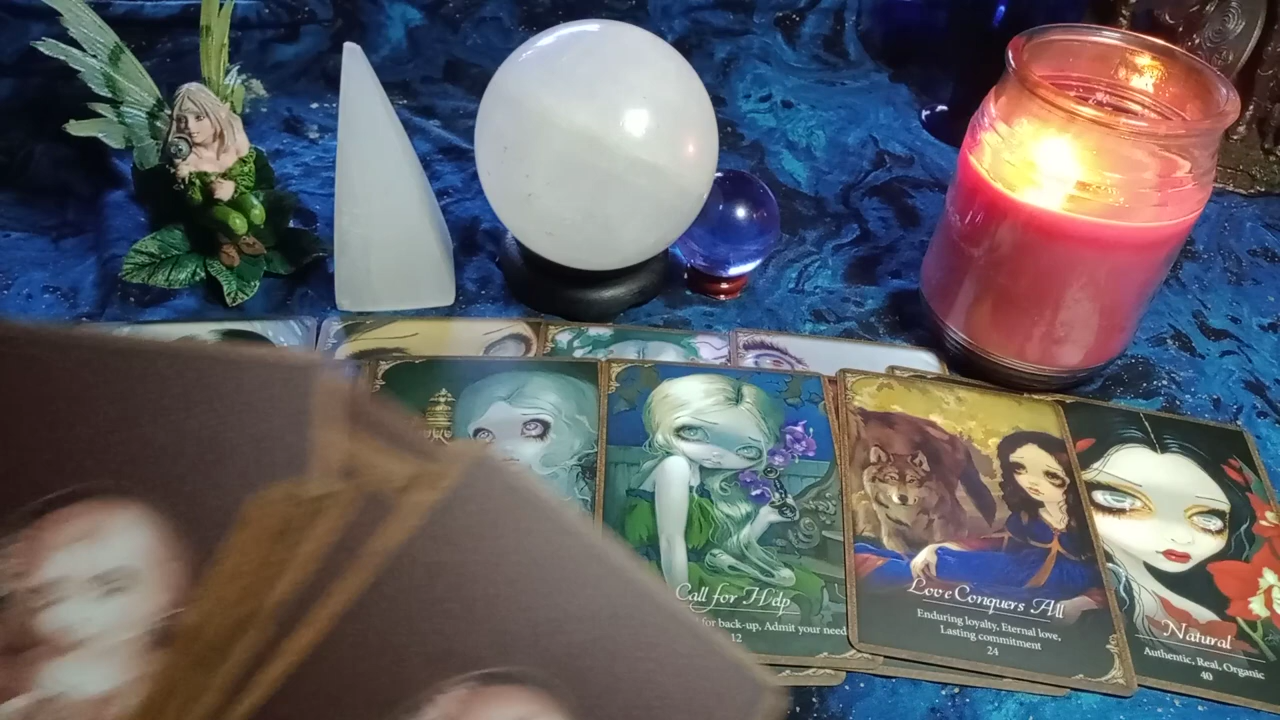 Call for Help
for back-up, Admit your need
12
Love Conquers All
Enduring loyalty, Eternal love,
Lasting commitment
24
Natural
Authentic, Real, Organic
40